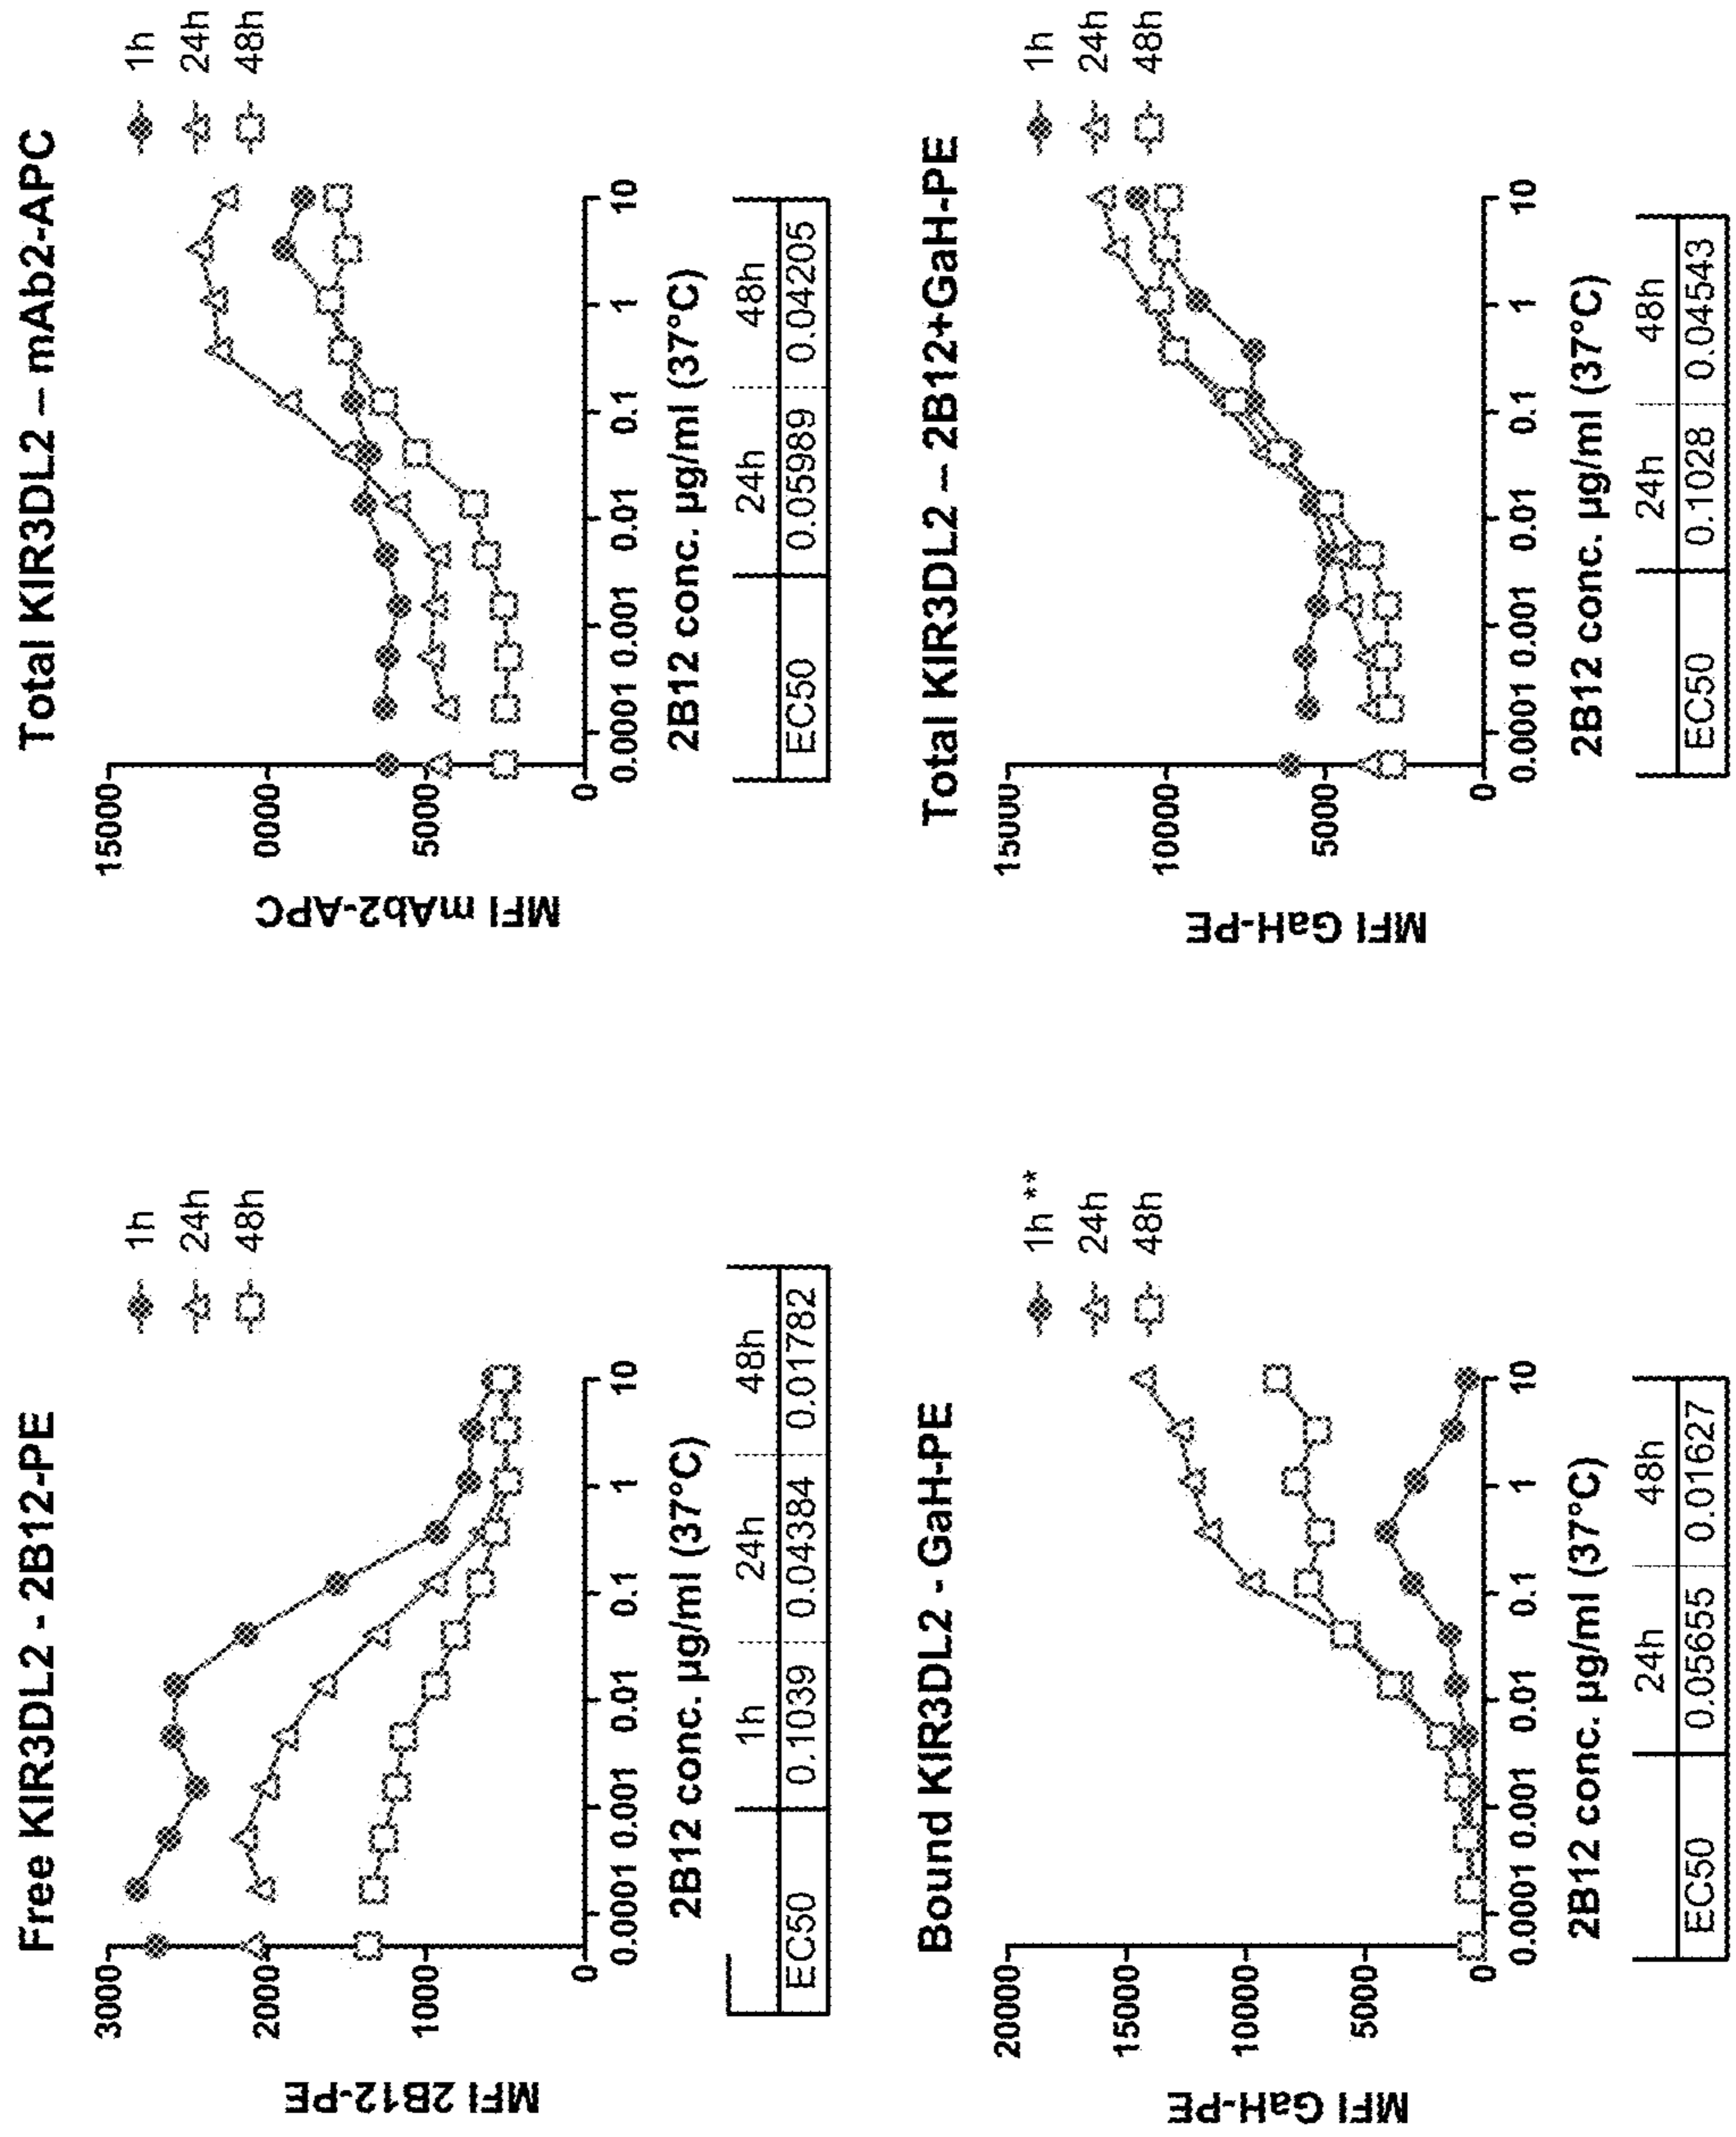 Free KIR3DL2 - 2B12-PE
1h
24h
48h
MFI 2B12-PE
3000
2000
1000
0
0.0001 0.001 0.01 0.1 1 10
2B12 conc. µg/ml (37°C)
1h 24h 48h
EC50 0.1039 0.04384 0.01782
Total KIR3DL2 – mAb2-APC
1h
24h
48h
MFI mAb2-APC
15000
0000
5000
0
0.0001 0.001 0.01 0.1 1 10
2B12 conc. µg/ml (37°C)
24h 48h
EC50 0.05989 0.04205
Bound KIR3DL2 - GaH-PE
1h **
24h
48h
MFI GaH-PE
20000
15000
10000
5000
0
0.0001 0.001 0.01 0.1 1 10
2B12 conc. µg/ml (37°C)
24h 48h
EC50 0.05655 0.01627
Total KIR3DL2 – 2B12+GaH-PE
1h
24h
48h
MFI GaH-PE
15000
10000
5000
0
0.0001 0.001 0.01 0.1 1 10
2B12 conc. µg/ml (37°C)
24h 48h
EC50 0.1028 0.04543